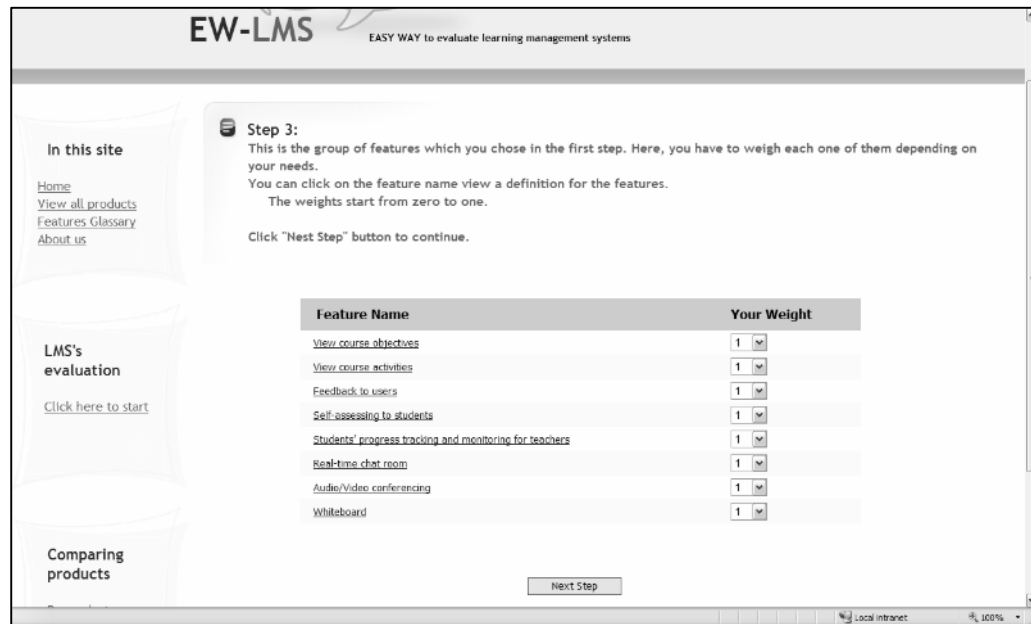 EW-LMS
EASY WAY to evaluate learning management systems
In this site
Home
View all products
Features Glassary
About us
LMS's
evaluation
Click here to start
Comparing
products
Step 3:
This is the group of features which you chose in the first step. Here, you have to weigh each one of them depending on
your needs.
You can click on the feature name view a definition for the features.
The weights start from zero to one.
Click "Nest Step" button to continue.
Feature Name Your Weight
View course objectives 1
View course activities 1
Feedback to users 1
Self-assessing to students 1
Students' progress tracking and monitoring for teachers 1
Real-time chat room 1
Audio/Video conferencing 1
Whiteboard 1
Next Step
Local intranet 100%